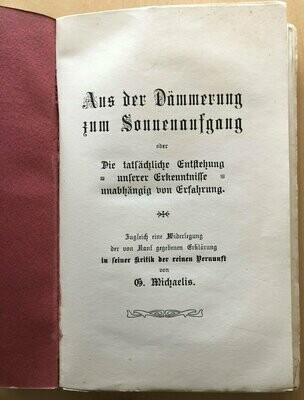 Aus der Dämmerung
zum Sonnenaufgang
oder
Die tatsächliche Entstehung
unserer Erkenntnisse
unabhängig von Erfahrung.
Zugleich eine Widerlegung
der von Kant gegebenen Erklärung
in seiner Kritik der reinen Vernunft
von
G. Michaelis.